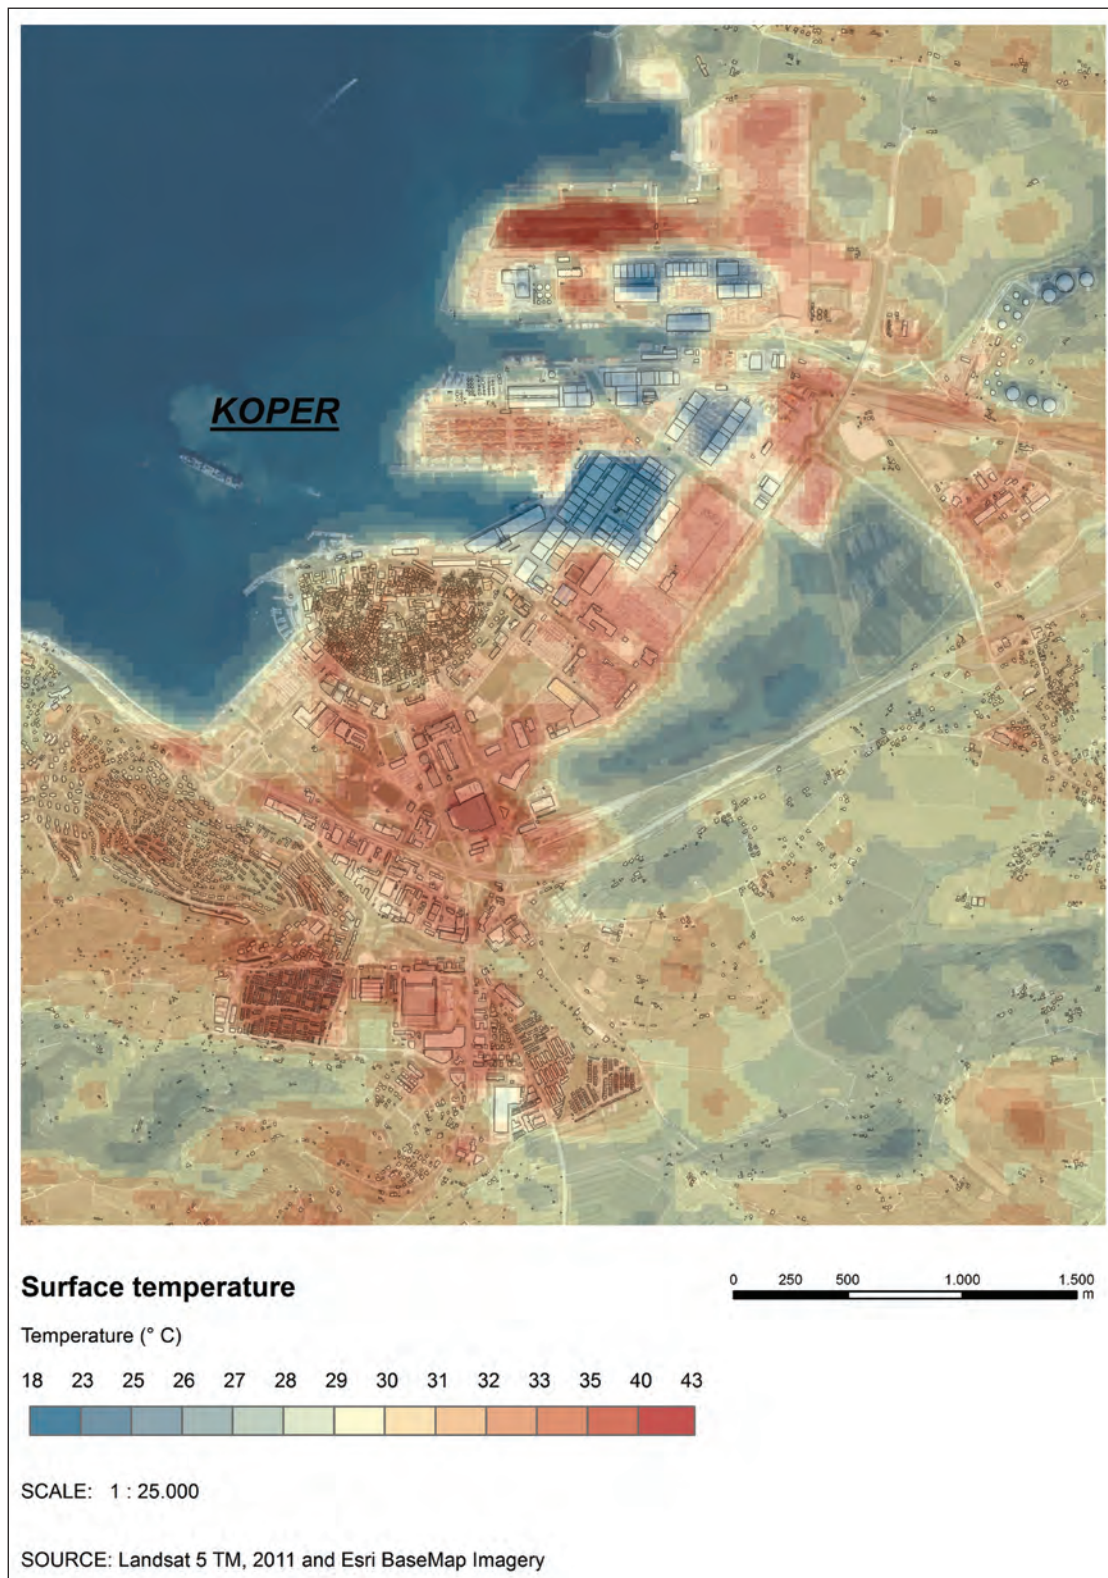 KOPER
Surface temperature
0 250 500 1.000 1.500
m
Temperature (° C)
18 23 25 26 27 28 29 30 31 32 33 35 40 43
SCALE: 1 : 25.000
SOURCE: Landsat 5 TM, 2011 and Esri BaseMap Imagery